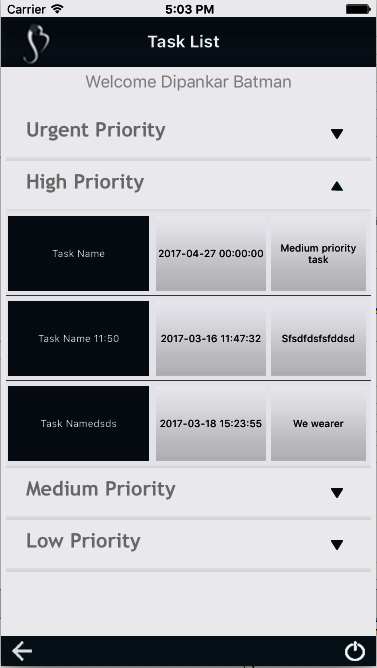 Carrier 5:03 PM
Task List
Welcome Dipankar Batman
Urgent Priority
High Priority
Task Name 2017-04-27 00:00:00 Medium priority
task
Task Name 11:50 2017-03-16 11:47:32 Sfsdfdsfsfddsd
Task Namedsds 2017-03-18 15:23:55 We wearer
Medium Priority
Low Priority